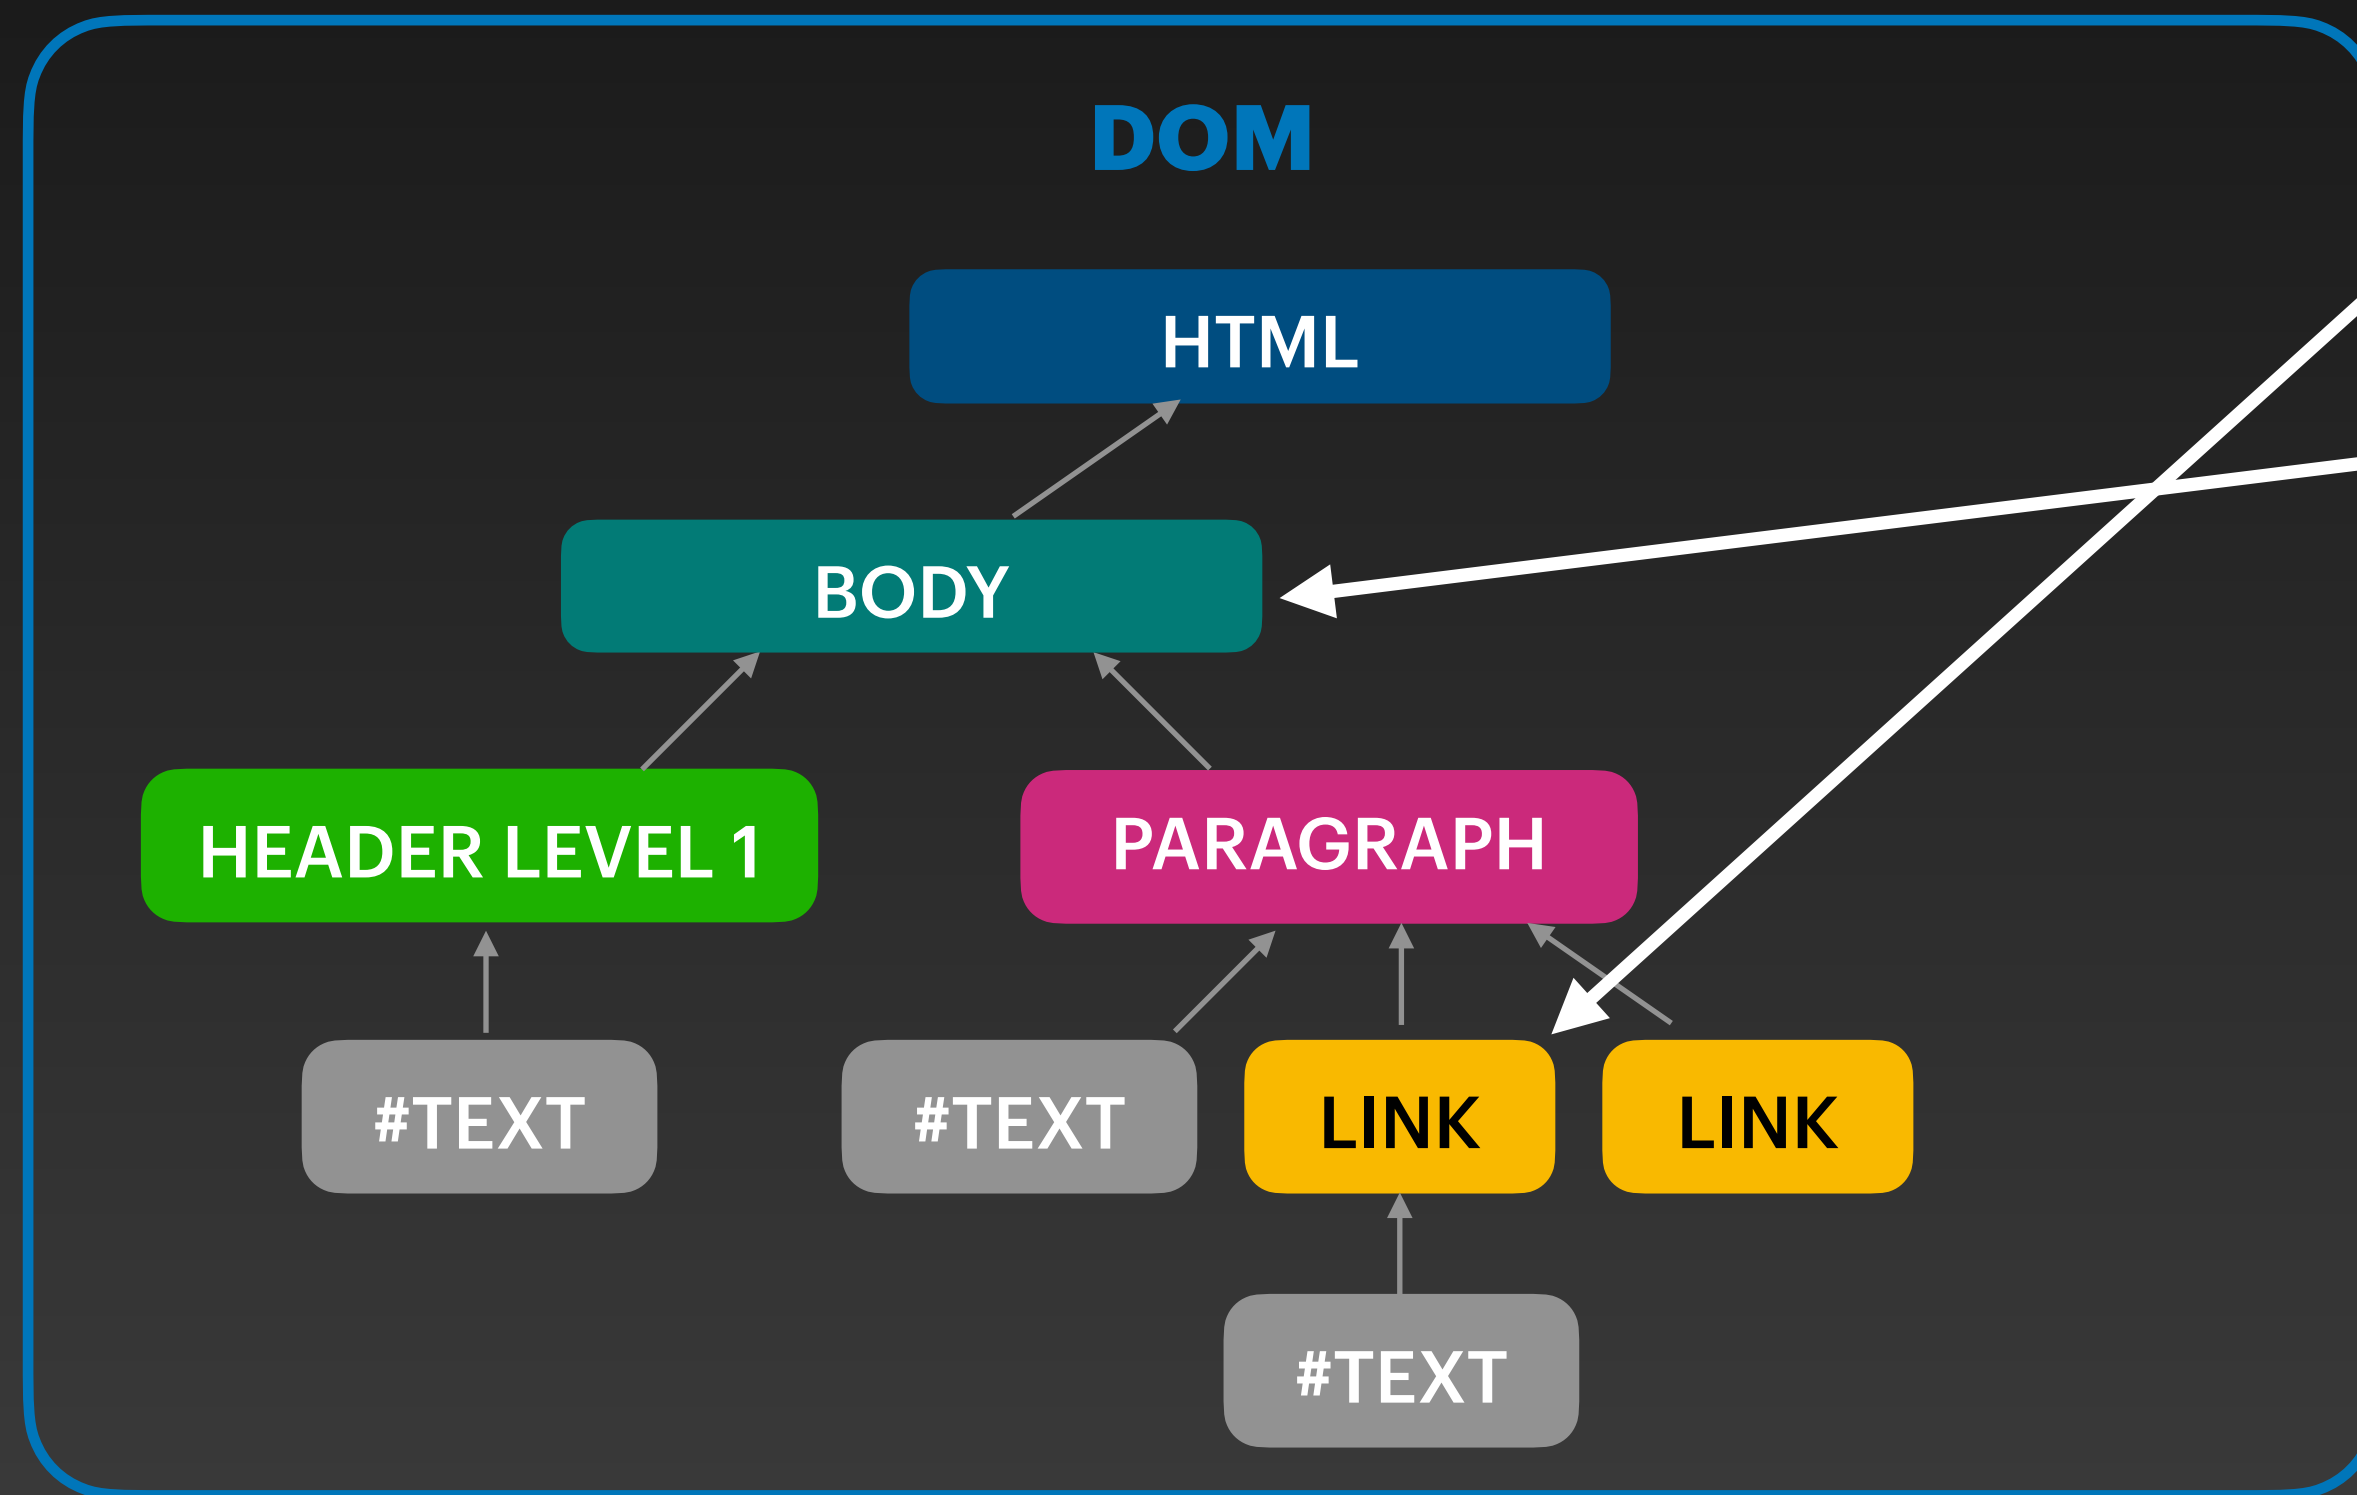 DOM
HTML
BODY
HEADER LEVEL 1
PARAGRAPH
#TEXT
#TEXT
LINK
LINK
#TEXT